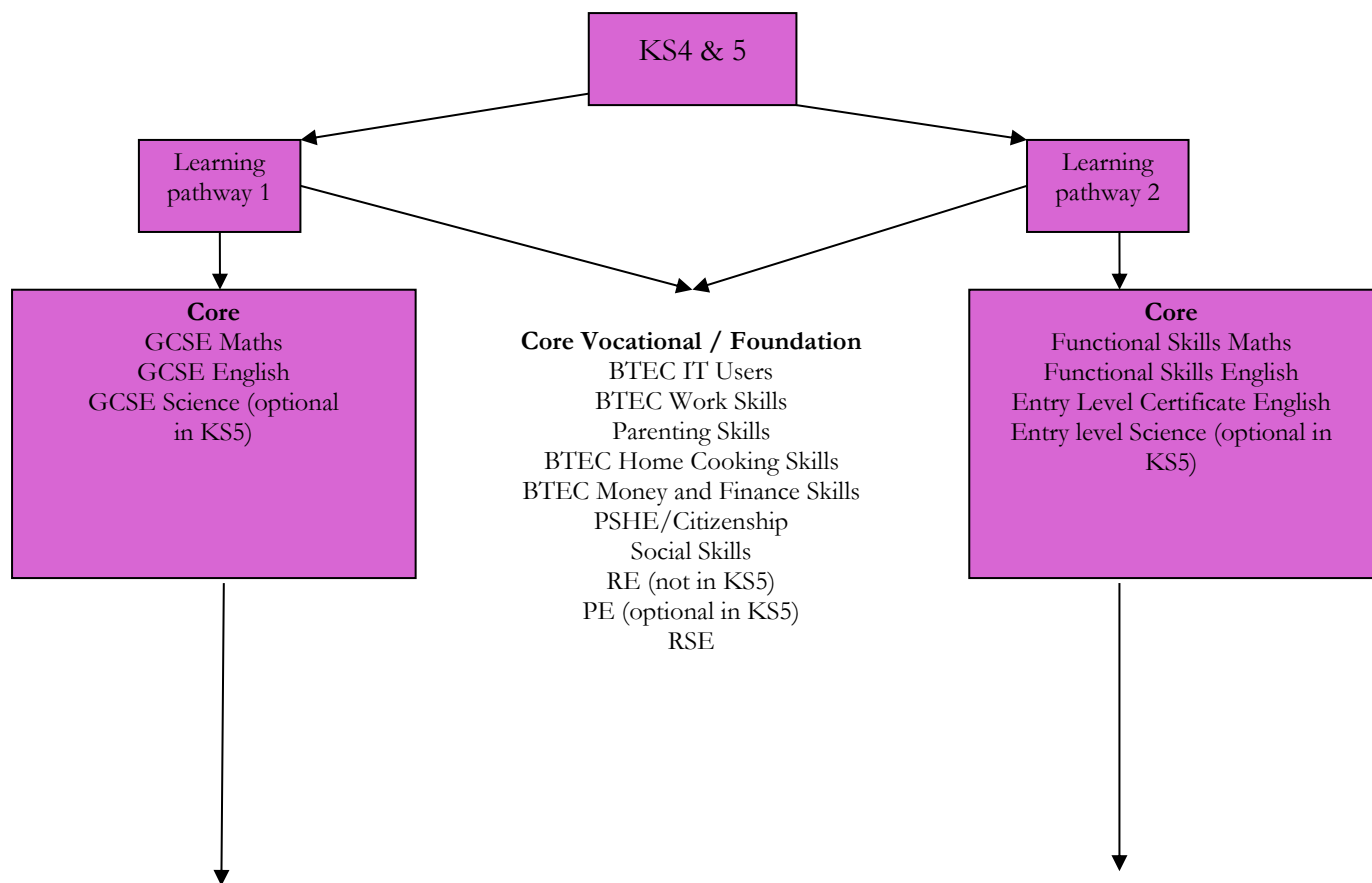 KS4 & 5
Learning
pathway 1
Learning
pathway 2
Core
GCSE Maths
GCSE English
GCSE Science (optional
in KS5)
Core Vocational / Foundation
BTEC IT Users
BTEC Work Skills
Parenting Skills
BTEC Home Cooking Skills
BTEC Money and Finance Skills
PSHE/Citizenship
Social Skills
RE (not in KS5)
PE (optional in KS5)
RSE
Core
Functional Skills Maths
Functional Skills English
Entry Level Certificate English
Entry level Science (optional in
KS5)